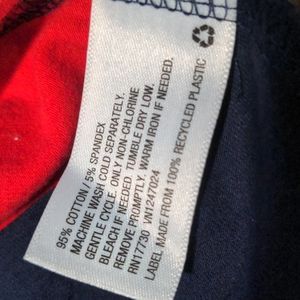 95% COTTON/5% SPANDEX
MACHINE WASH COLD SEPARATELY.
GENTLE CYCLE. ONLY NON-CHLORINE
BLEACH IF NEEDED. TUMBLE DRY LOW.
REMOVE PROMPTLY. WARM IRON IF NEEDED.
RN17730 VN1247024
LABEL MADE FROM 100% RECYCLED PLASTIC